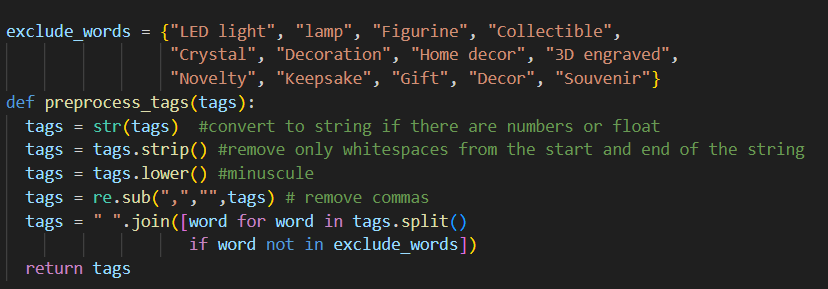 exclude_words = {"LED light", "lamp", "Figurine", "Collectible",
"Crystal", "Decoration", "Home decor", "3D engraved",
"Novelty", "Keepsake", "Gift", "Decor", "Souvenir"}
def preprocess_tags(tags):
tags = str(tags)  #convert to string if there are numbers or float
tags = tags.strip() #remove only whitespaces from the start and end of the string
tags = tags.lower() #minuscule
tags = re.sub(",","",tags) # remove commas
tags = " ".join([word for word in tags.split()
if word not in exclude_words])
return tags